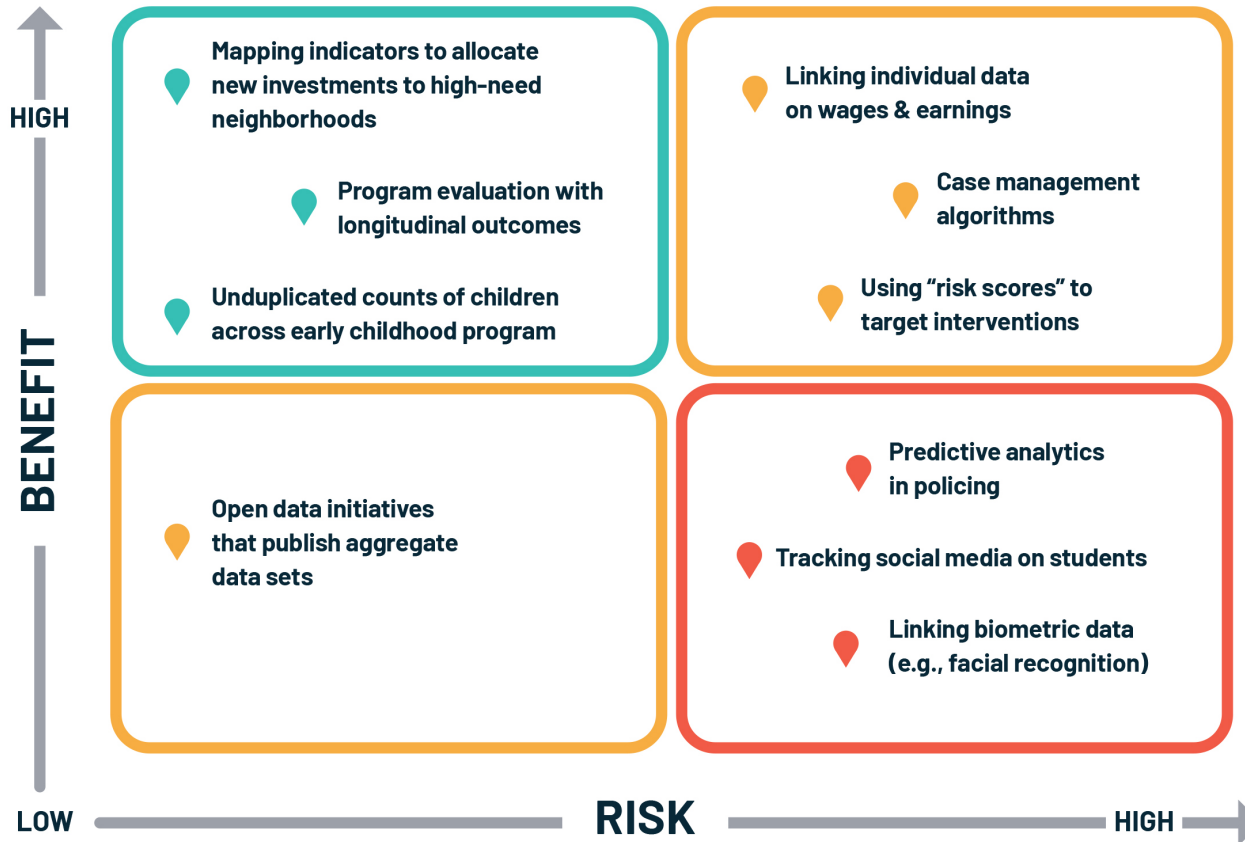 Mapping indicators to allocate
new investments to high-need
neighborhoods
Program evaluation with
longitudinal outcomes
Unduplicated counts of children
across early childhood program
Linking individual data
on wages & earnings
Case management
algorithms
Using “risk scores” to
target interventions
Open data initiatives
that publish aggregate
data sets
Predictive analytics
in policing
Tracking social media on students
Linking biometric data
(e.g., facial recognition)
HIGH
BENEFIT
LOW
RISK
HIGH